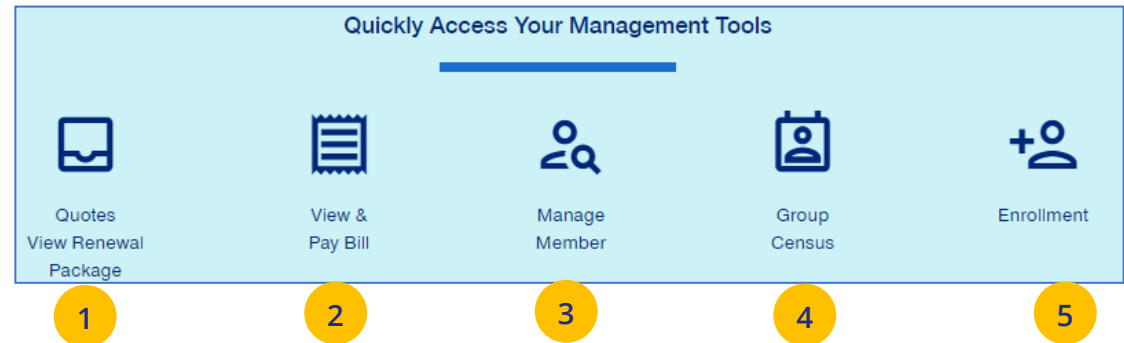 Quickly Access Your Management Tools
Quotes
View Renewal
Package
View &
Pay Bill
Manage
Member
Group
Census
Enrollment
1
2
3
4
5